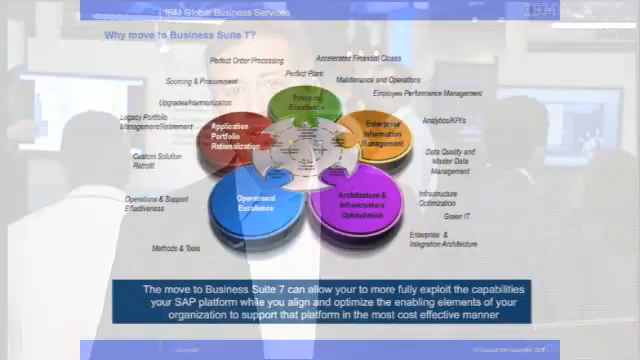 IBM Global Business Services
IBM
Why move to Business Suite 7?
Perfect Order Processing
Accelerated Financial Closes
Perfect Plant
Sourcing & Procurement
Maintenance and Operations
Upgrades/Harmonization
Employee Performance Management
Process
Excellence
Legacy Portfolio
Management/Retirement
Application
Portfolio
Rationalization
Enterprise
Information
Management
Analytics/KPI's
Custom Solution
Retrofit
Data Quality and
Master Data
Management
Operations & Support
Effectiveness
Operational
Excellence
Architecture &
Infrastructure
Optimization
Infrastructure
Optimization
Green IT
Methods & Tools
Enterprise &
Integration Architecture
The move to Business Suite 7 can allow your to more fully exploit the capabilities
your SAP platform while you align and optimize the enabling elements of your
organization to support that platform in the most cost effective manner